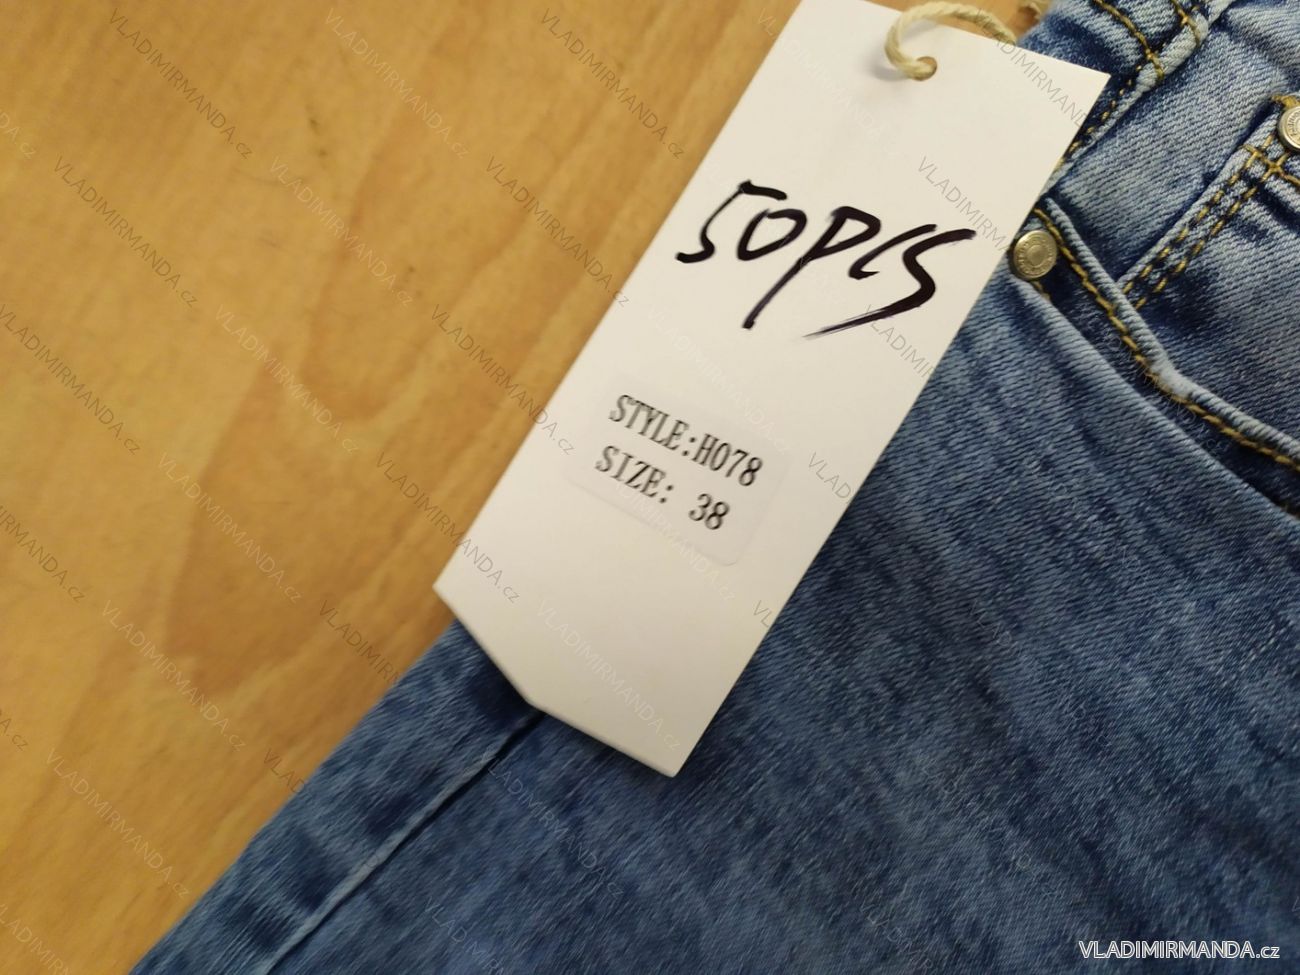 50PCS
STYLE:H078
SIZE: 38
VLADIMIRMANDA.cz